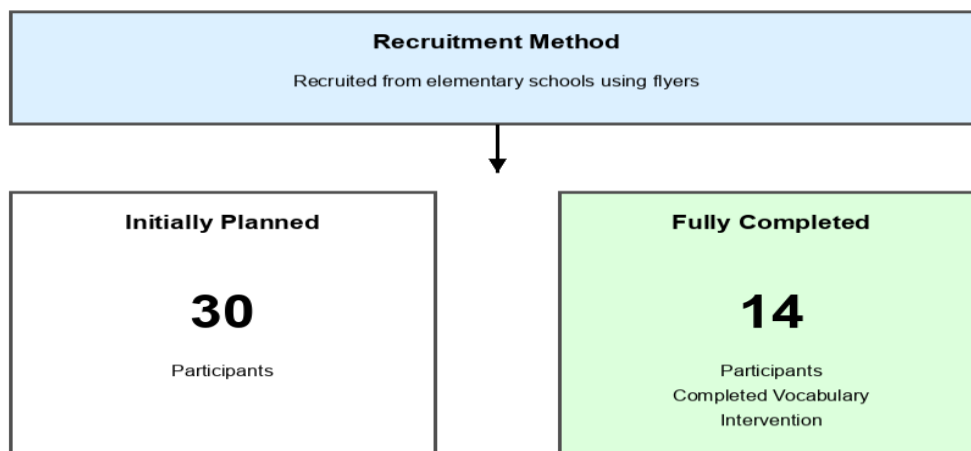 Recruitment Method
Recruited from elementary schools using flyers
Initially Planned
30
Participants
Fully Completed
14
Participants
Completed Vocabulary
Intervention